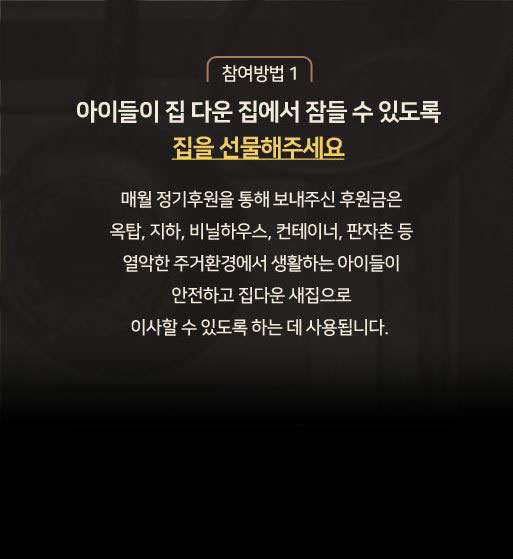 참여방법 1
아이들이 집 다운 집에서 잠들 수 있도록
집을 선물해주세요
매월 정기후원을 통해 보내주신 후원금은
옥탑, 지하, 비닐하우스, 컨테이너, 판자촌 등
열악한 주거환경에서 생활하는 아이들이
안전하고 집다운 새집으로
이사할 수 있도록 하는 데 사용됩니다.